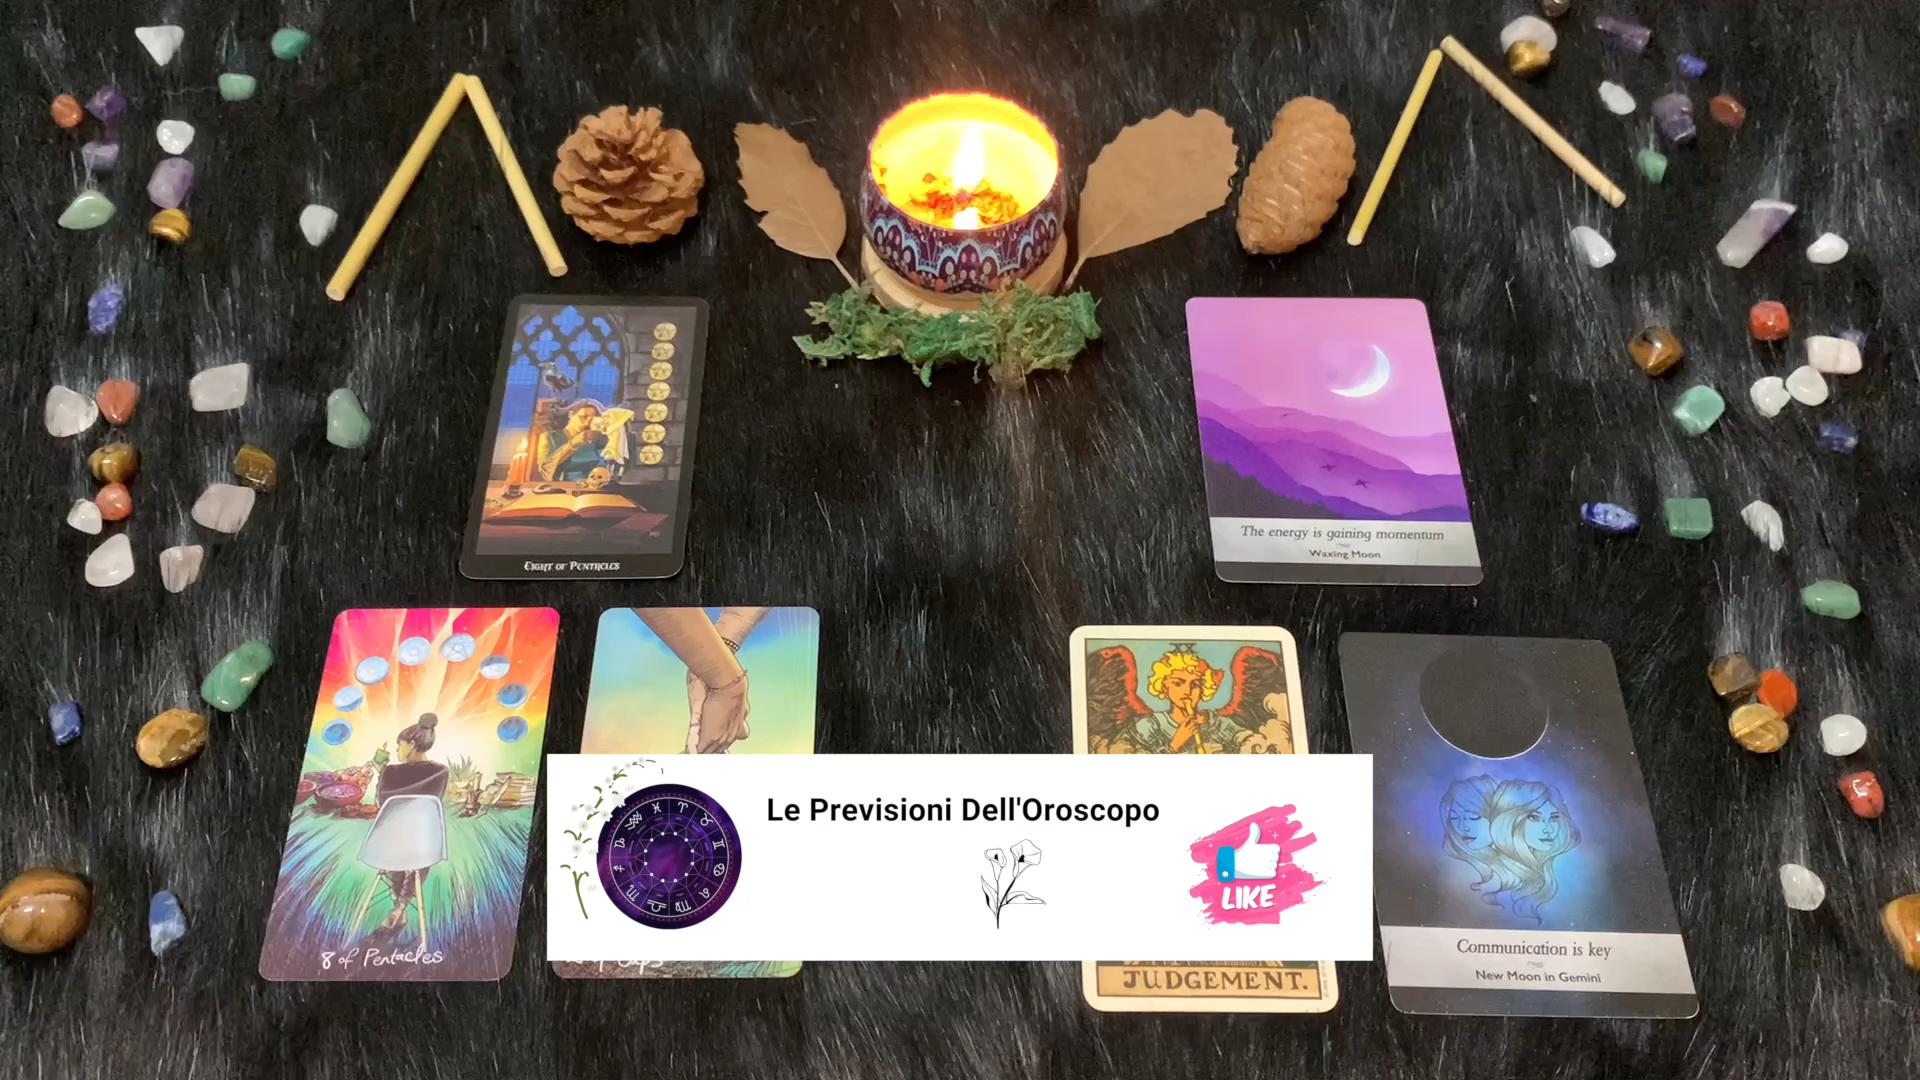 EIGHT OF PENTACLES
The energy is gaining momentum
Waxing Moon
XX
8 of Pentacles
Le Previsioni Dell'Oroscopo
LIKE
JUDGEMENT.
Communication is key
New Moon in Gemini